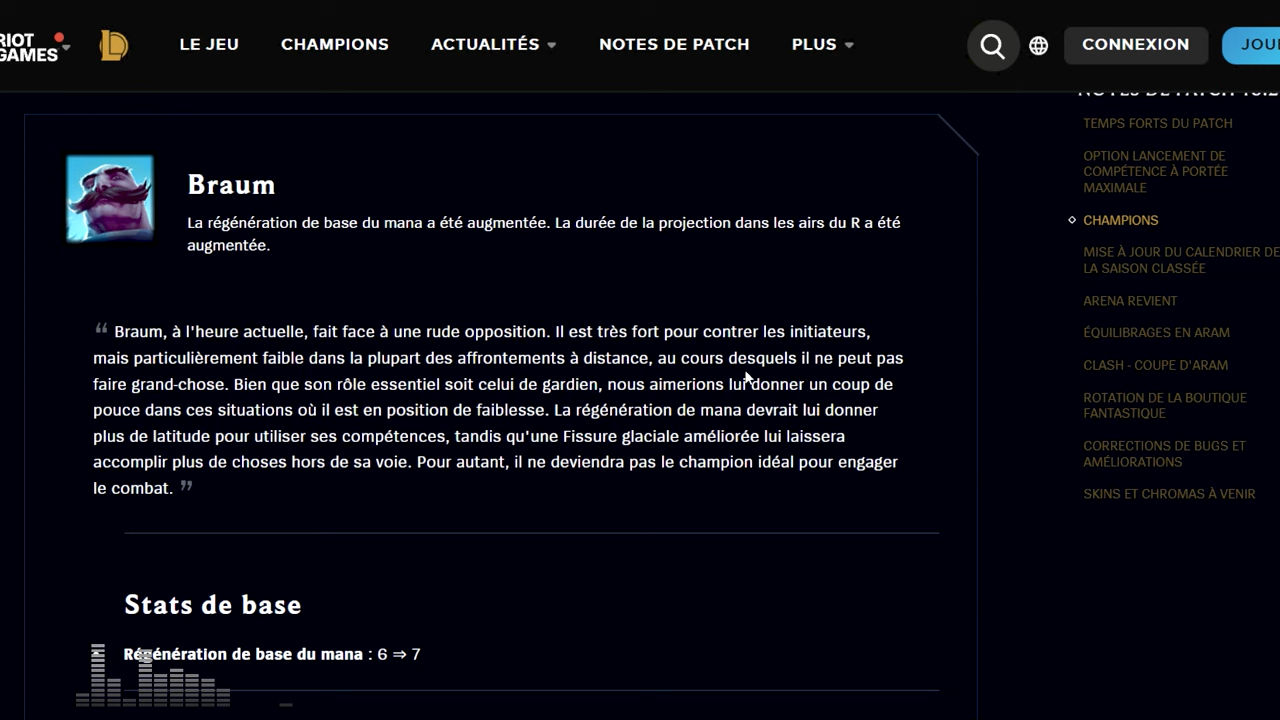 RIOT
GAMES
LE JEU
CHAMPIONS
ACTUALITÉS
NOTES DE PATCH
PLUS
CONNEXION
JOU
NOTES DE PATCH
Braum
La régénération de base du mana a été augmentée. La durée de la projection dans les airs du R a été
augmentée.
“ Braum, à l'heure actuelle, fait face à une rude opposition. Il est très fort pour contrer les initiateurs,
mais particulièrement faible dans la plupart des affrontements à distance, au cours desquels il ne peut pas
faire grand-chose. Bien que son rôle essentiel soit celui de gardien, nous aimerions lui donner un coup de
pouce dans ces situations où il est en position de faiblesse. La régénération de mana devrait lui donner
plus de latitude pour utiliser ses compétences, tandis qu'une Fissure glaciale améliorée lui laissera
accomplir plus de choses hors de sa voie. Pour autant, il ne deviendra pas le champion idéal pour engager
le combat. ”
Stats de base
Régénération de base du mana : 6 ⇒ 7
TEMPS FORTS DU PATCH
OPTION LANCEMENT DE
COMPÉTENCE À PORTÉE
MAXIMALE
CHAMPIONS
MISE À JOUR DU CALENDRIER DE
LA SAISON CLASSÉE
ARENA REVIENT
ÉQUILIBRAGES EN ARAM
CLASH - COUPE D'ARAM
ROTATION DE LA BOUTIQUE
FANTASTIQUE
CORRECTIONS DE BUGS ET
AMÉLIORATIONS
SKINS ET CHROMAS À VENIR